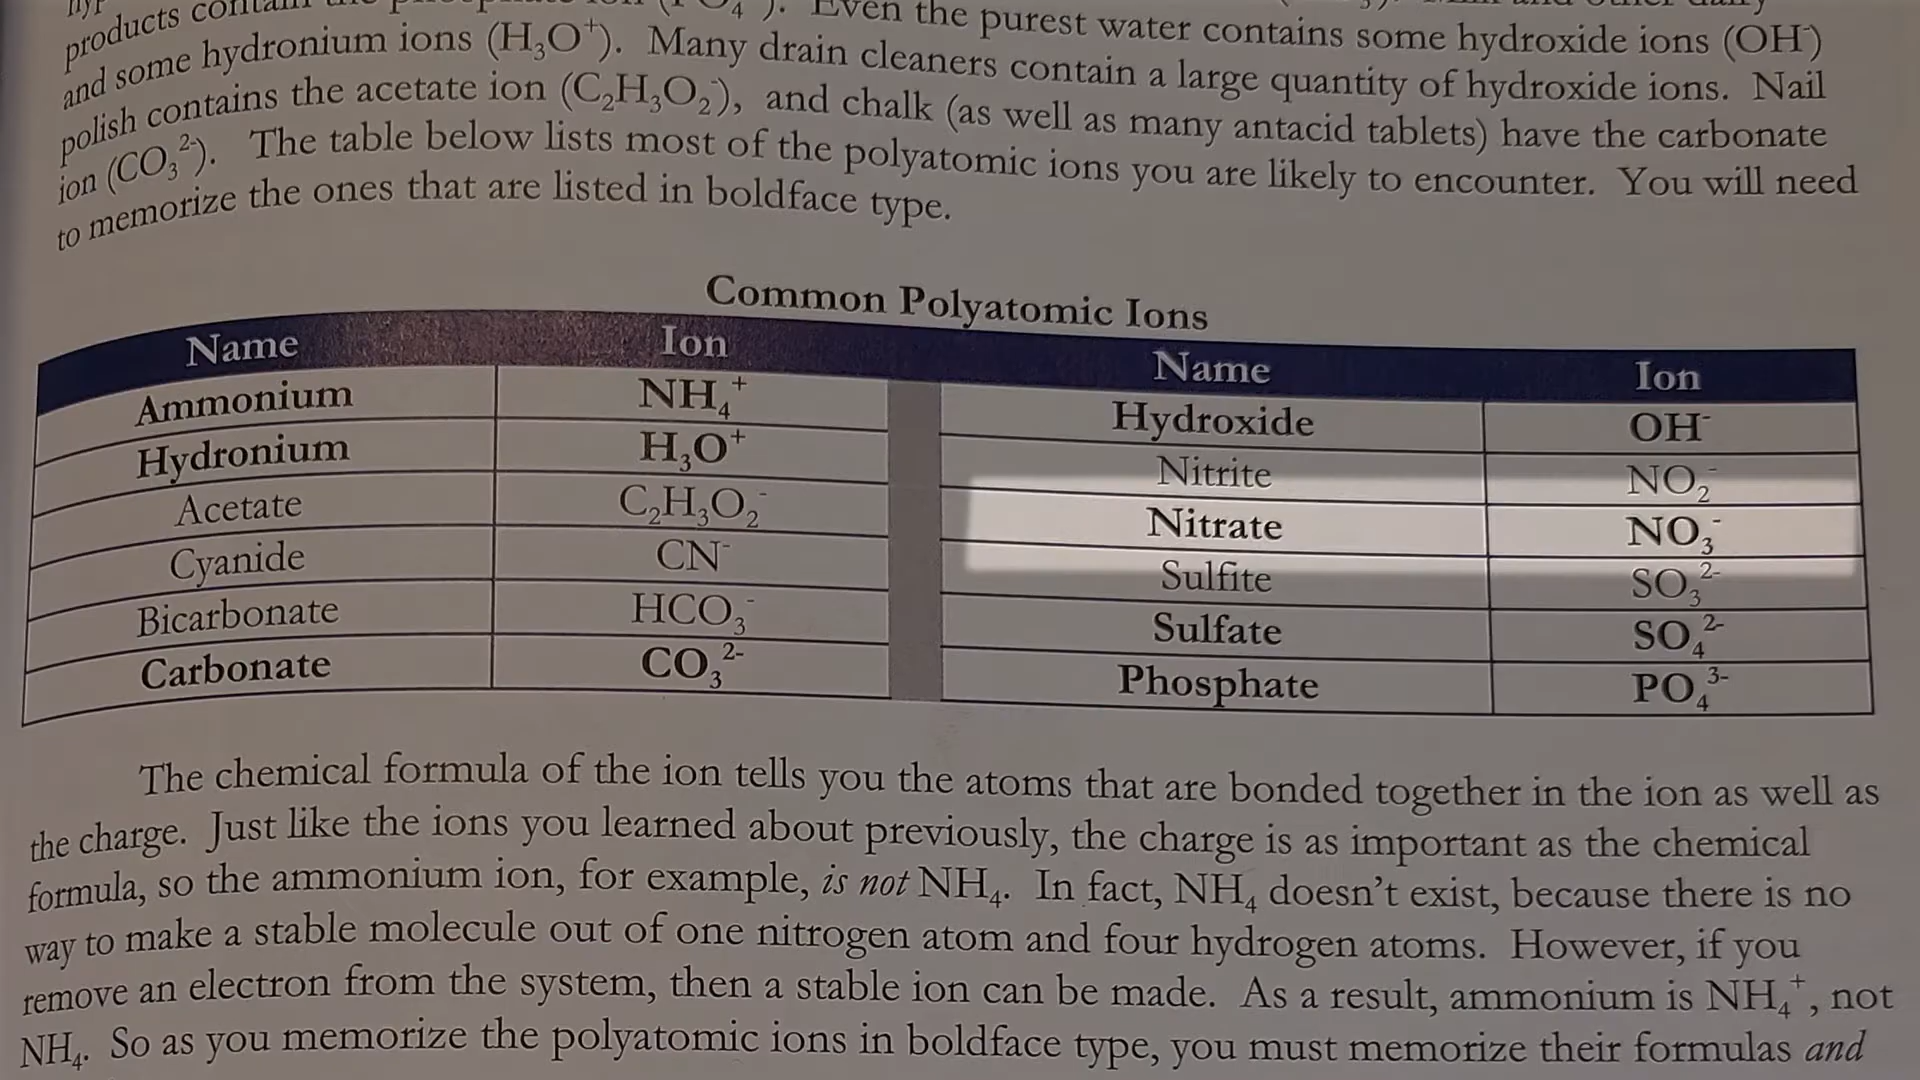 products contain the phosphate ion (PO₄ ). Even the purest water contains some hydroxide ions (OH⁻)
and some hydronium ions (H₃O⁺). Many drain cleaners contain a large quantity of hydroxide ions. Nail
polish contains the acetate ion (C₂H₃O₂⁻), and chalk (as well as many antacid tablets) have the carbonate
ion (CO₃²⁻). The table below lists most of the polyatomic ions you are likely to encounter. You will need
to memorize the ones that are listed in boldface type.
Common Polyatomic Ions
Name Ion Name Ion
Ammonium NH₄⁺ Hydroxide OH⁻
Hydronium H₃O⁺ Nitrite NO₂⁻
Acetate C₂H₃O₂⁻ Nitrate NO₃⁻
Cyanide CN⁻ Sulfite SO₃²⁻
Bicarbonate HCO₃⁻ Sulfate SO₄²⁻
Carbonate CO₃²⁻ Phosphate PO₄³⁻
The chemical formula of the ion tells you the atoms that are bonded together in the ion as well as
the charge. Just like the ions you learned about previously, the charge is as important as the chemical
formula, so the ammonium ion, for example, is not NH₄. In fact, NH₄ doesn't exist, because there is no
way to make a stable molecule out of one nitrogen atom and four hydrogen atoms. However, if you
remove an electron from the system, then a stable ion can be made. As a result, ammonium is NH₄⁺, not
NH₄. So as you memorize the polyatomic ions in boldface type, you must memorize their formulas and